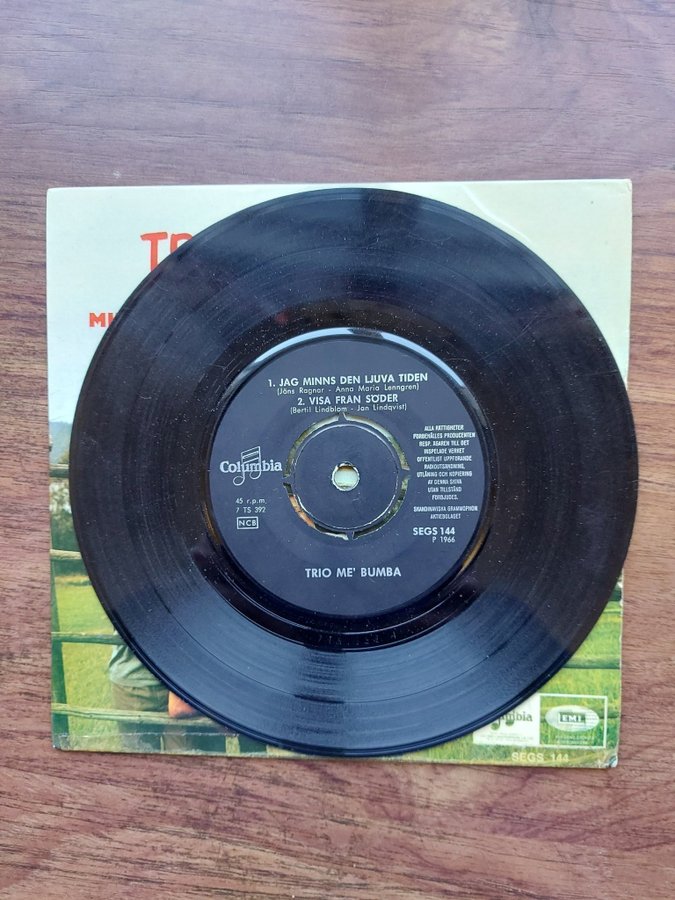 TR
MU
1. JAG MINNS DEN LJUVA TIDEN
(Jöns Ragnar - Anna Maria Lenngren)
2. VISA FRÅN SÖDER
(Bertil Lindblom - Jan Lindqvist)
Columbia
45 r.p.m.
7 TS 392
NCB
ALLA RÄTTIGHETER
FÖRBEHÅLLES PRODUCENTEN
RESP. ÄGAREN TILL DET
INSPELADE VERKET
OFFENTLIGT UPPFÖRANDE
RADIOUTSÄNDNING,
UTLÅNING OCH KOPIERING
AV DENNA SKIVA
UTAN TILLSTÅND
FÖRBJUDES.
SKANDINAVISKA GRAMMOPHON
AKTIEBOLAGET
SEGS 144
P 1966
TRIO ME' BUMBA
mbia
EMI
SEGS 144